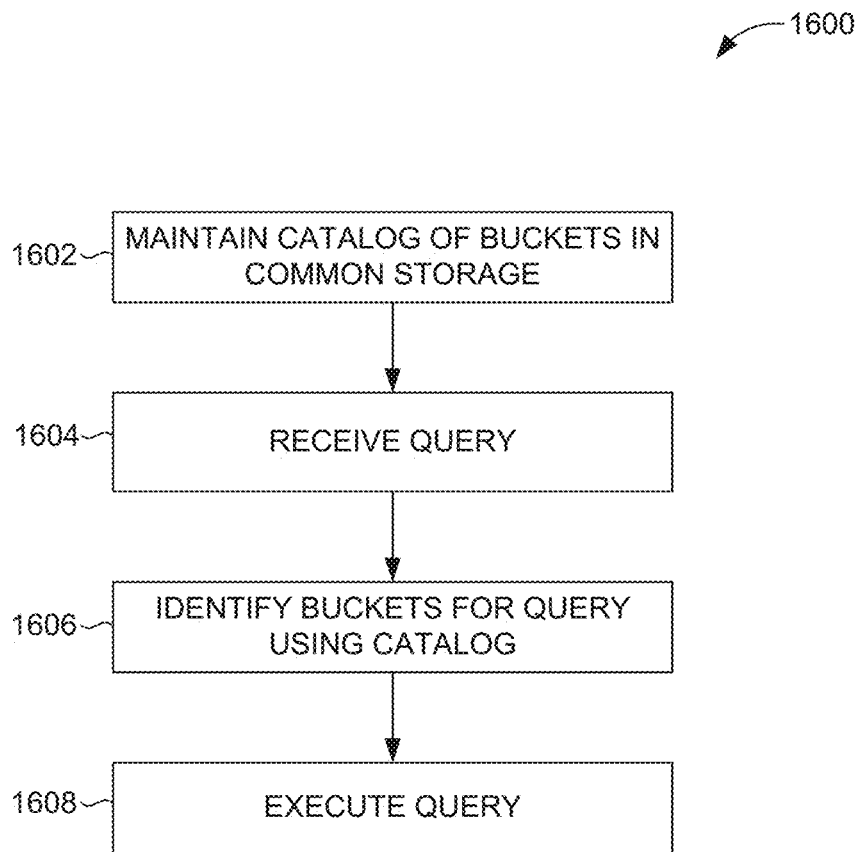 1600
1602
MAINTAIN CATALOG OF BUCKETS IN
COMMON STORAGE
1604
RECEIVE QUERY
1606
IDENTIFY BUCKETS FOR QUERY
USING CATALOG
1608
EXECUTE QUERY